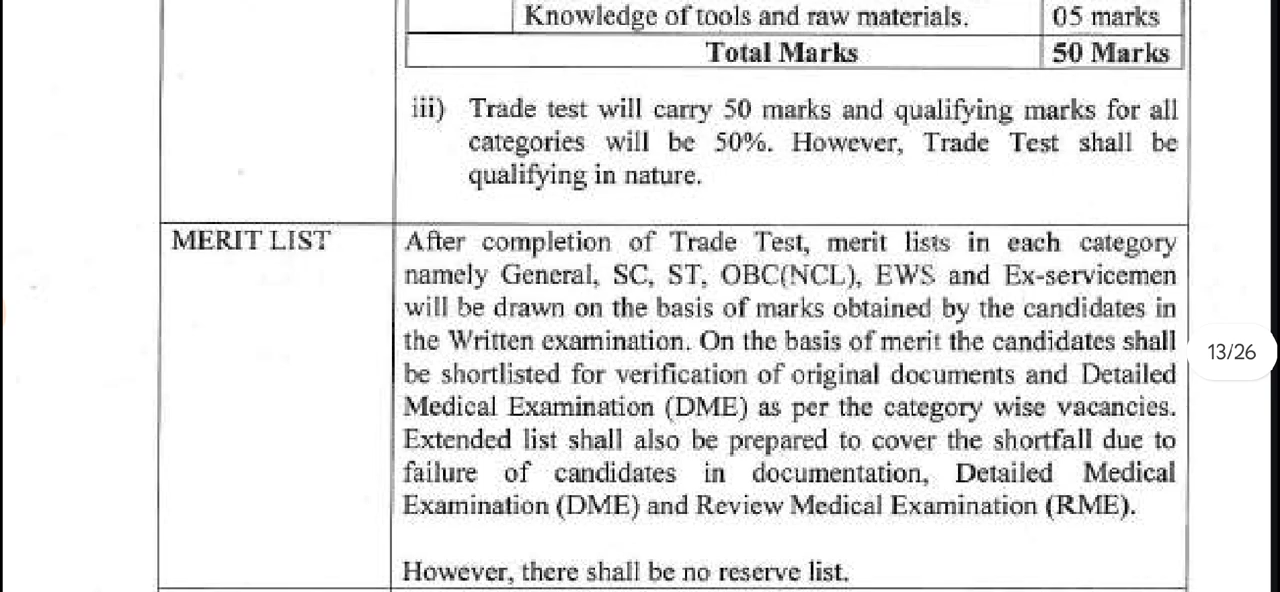 Knowledge of tools and raw materials. 05 marks
Total Marks 50 Marks
iii) Trade test will carry 50 marks and qualifying marks for all
categories will be 50%. However, Trade Test shall be
qualifying in nature.
MERIT LIST After completion of Trade Test, merit lists in each category
namely General, SC, ST, OBC(NCL), EWS and Ex-servicemen
will be drawn on the basis of marks obtained by the candidates in
the Written examination. On the basis of merit the candidates shall
be shortlisted for verification of original documents and Detailed
Medical Examination (DME) as per the category wise vacancies.
Extended list shall also be prepared to cover the shortfall due to
failure of candidates in documentation, Detailed Medical
Examination (DME) and Review Medical Examination (RME).
However, there shall be no reserve list.
13/26